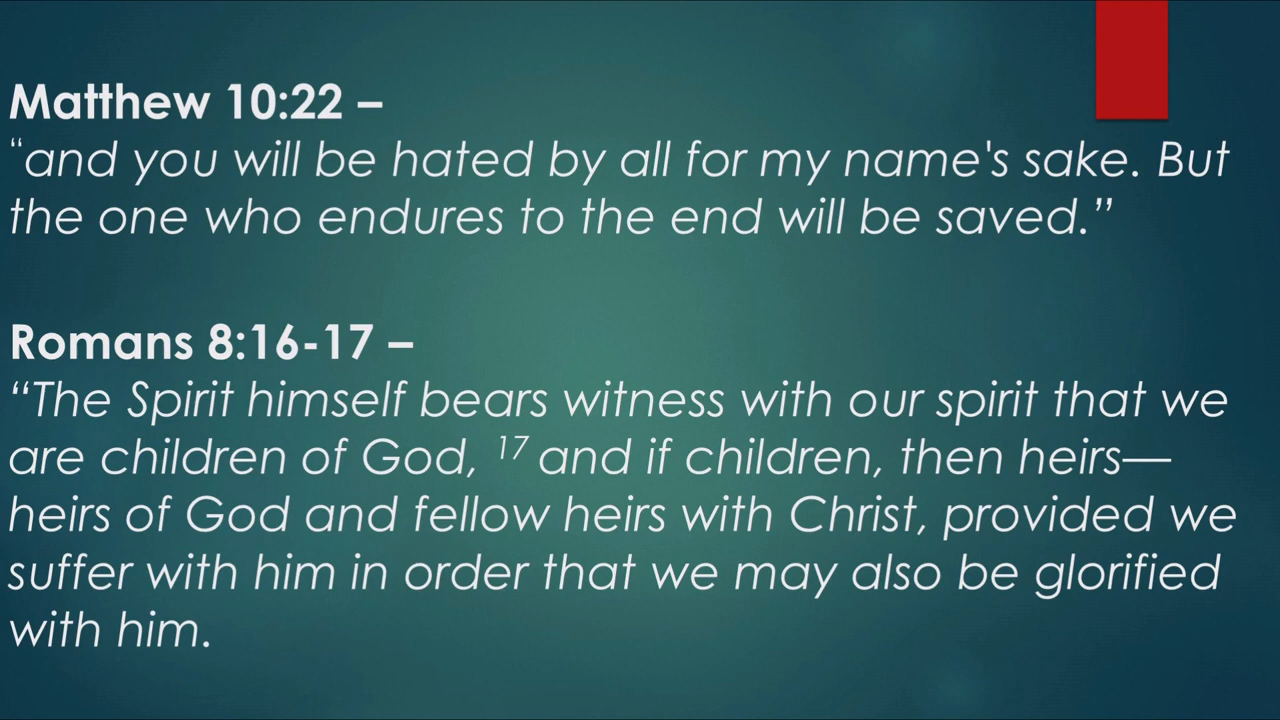 Matthew 10:22 –
“and you will be hated by all for my name's sake. But
the one who endures to the end will be saved.”
Romans 8:16-17 –
“The Spirit himself bears witness with our spirit that we
are children of God, 17 and if children, then heirs—
heirs of God and fellow heirs with Christ, provided we
suffer with him in order that we may also be glorified
with him.